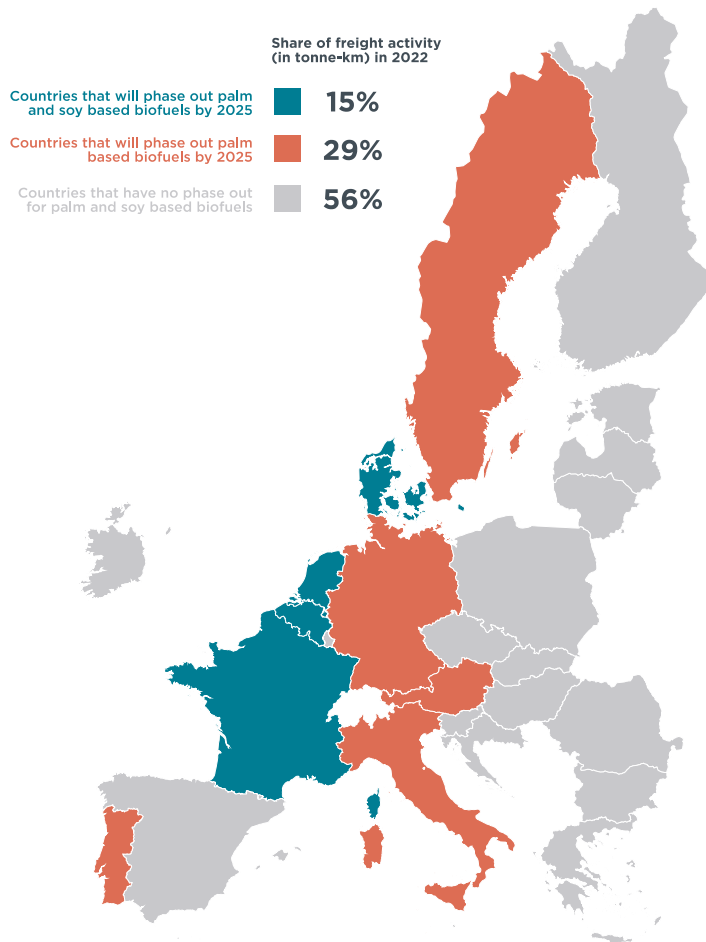 Share of freight activity
(in tonne-km) in 2022
Countries that will phase out palm
and soy based biofuels by 2025
15%
Countries that will phase out palm
based biofuels by 2025
29%
Countries that have no phase out
for palm and soy based biofuels
56%